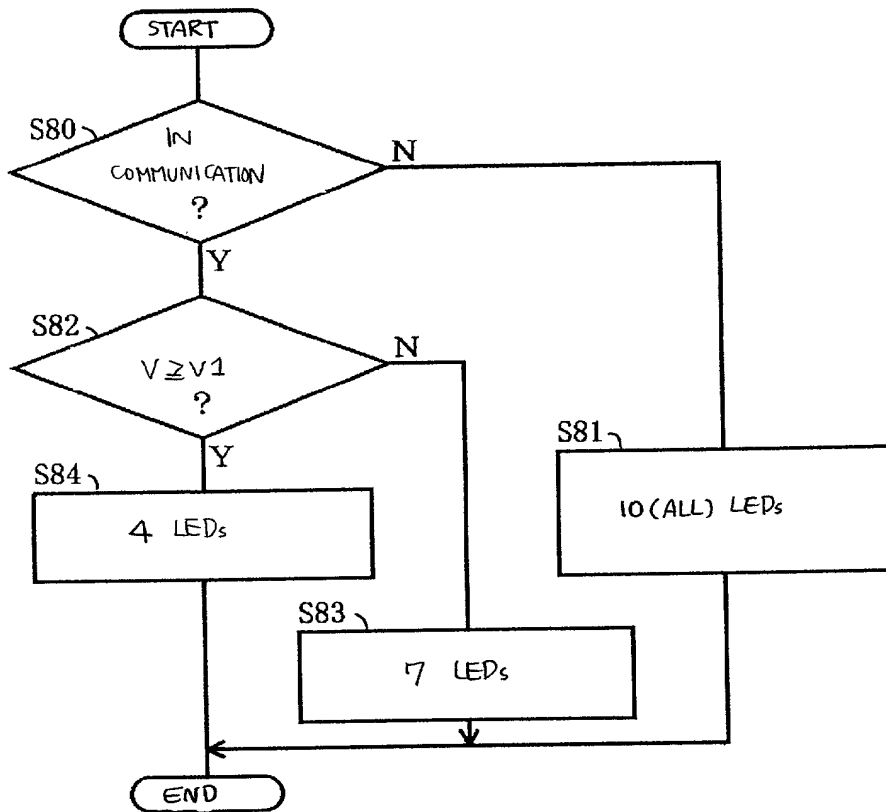 START
S80
IN
COMMUNICATION
?
N
Y
S82
V≧V1
?
N
Y
S81
10(ALL) LEDs
S84
4 LEDs
S83
7 LEDs
END